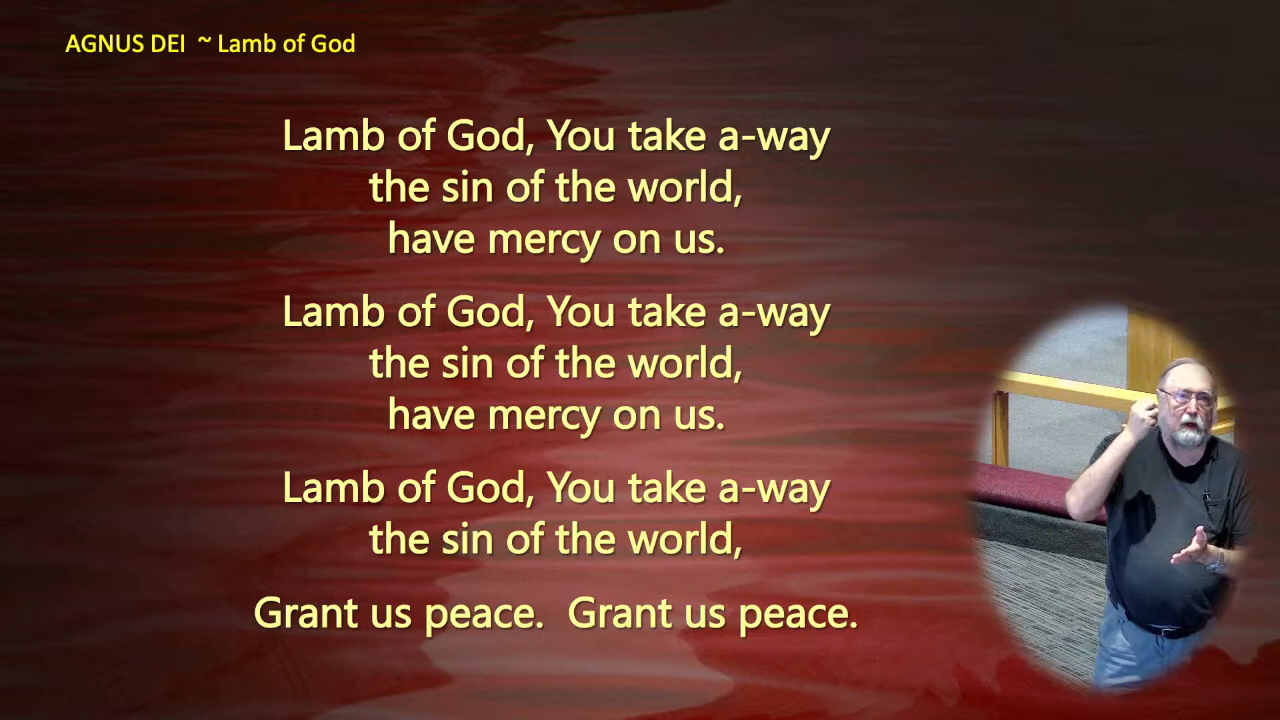 AGNUS DEI ~ Lamb of God
Lamb of God, You take a-way
the sin of the world,
have mercy on us.
Lamb of God, You take a-way
the sin of the world,
have mercy on us.
Lamb of God, You take a-way
the sin of the world,
Grant us peace. Grant us peace.